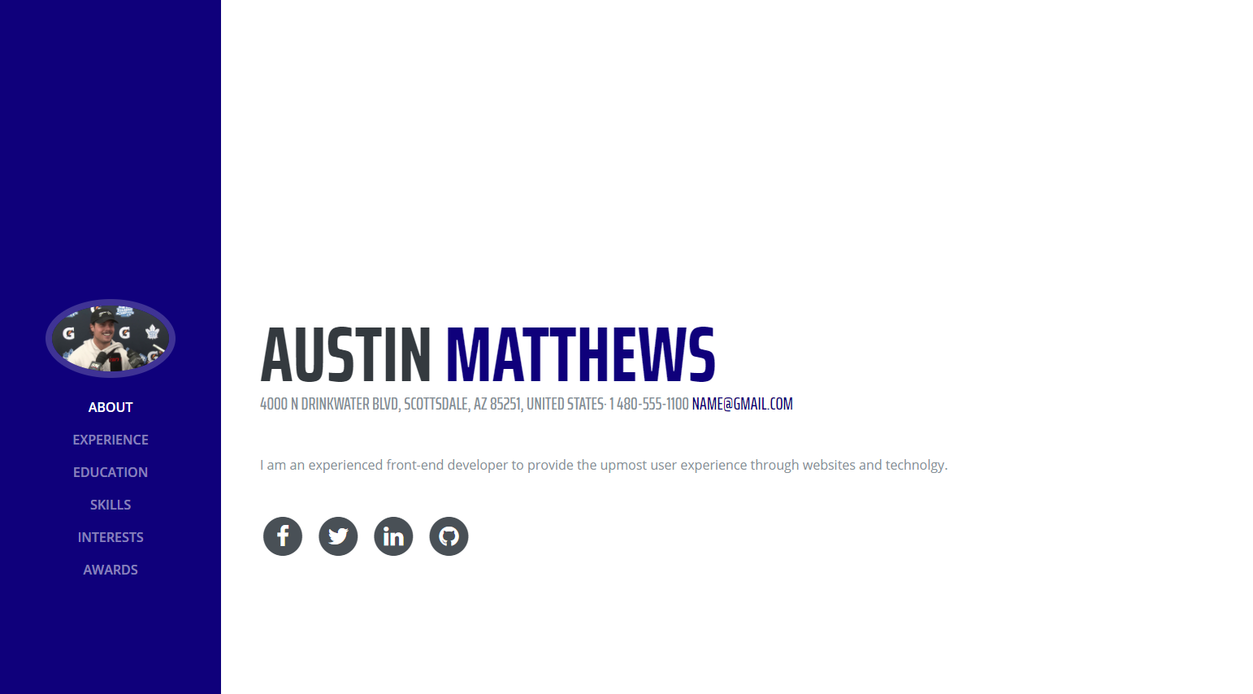 ABOUT
EXPERIENCE
EDUCATION
SKILLS
INTERESTS
AWARDS
AUSTIN MATTHEWS
4000 N DRINKWATER BLVD, SCOTTSDALE, AZ 85251, UNITED STATES· 1 480-555-1100 NAME@GMAIL.COM
I am an experienced front-end developer to provide the upmost user experience through websites and technolgy.